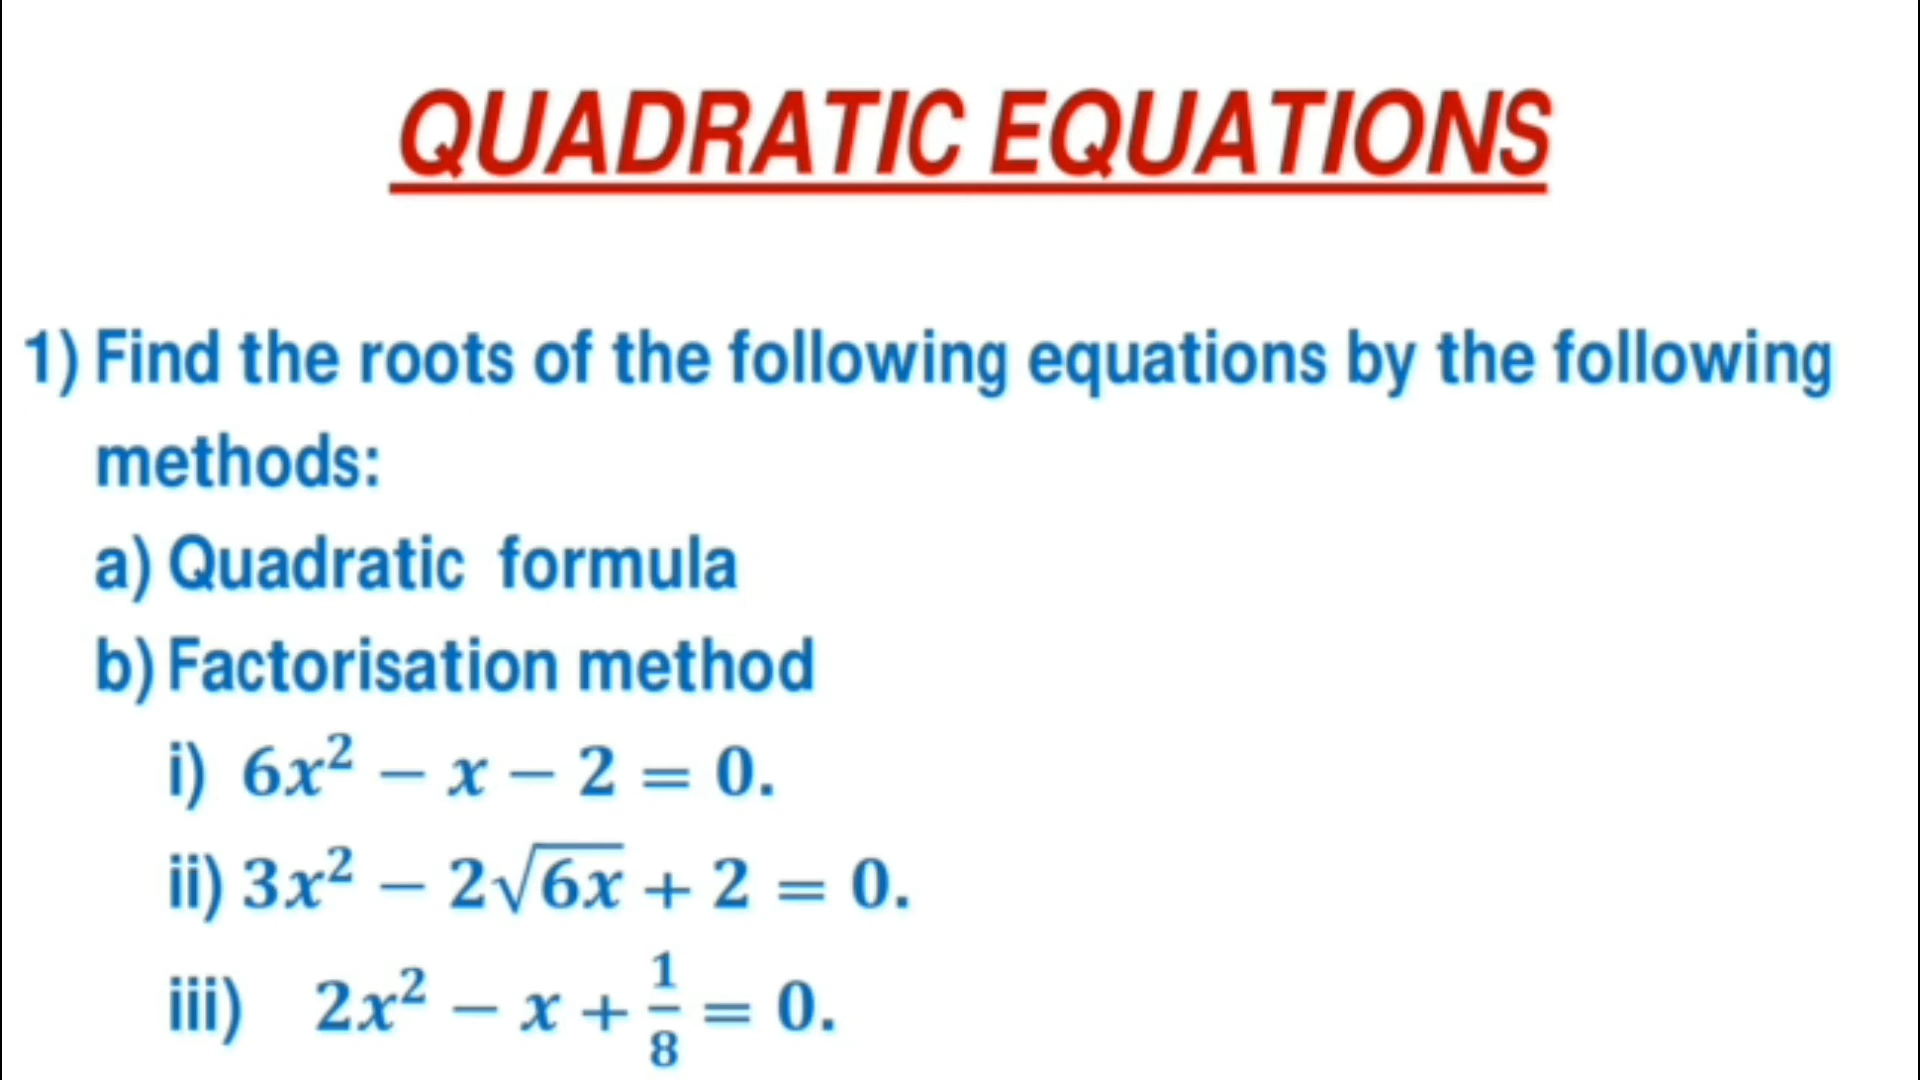 QUADRATIC EQUATIONS
1) Find the roots of the following equations by the following
methods:
a) Quadratic formula
b) Factorisation method
i) 6x² − x − 2 = 0.
ii) 3x² − 2√(6x) + 2 = 0.
iii) 2x² − x + 1/8 = 0.